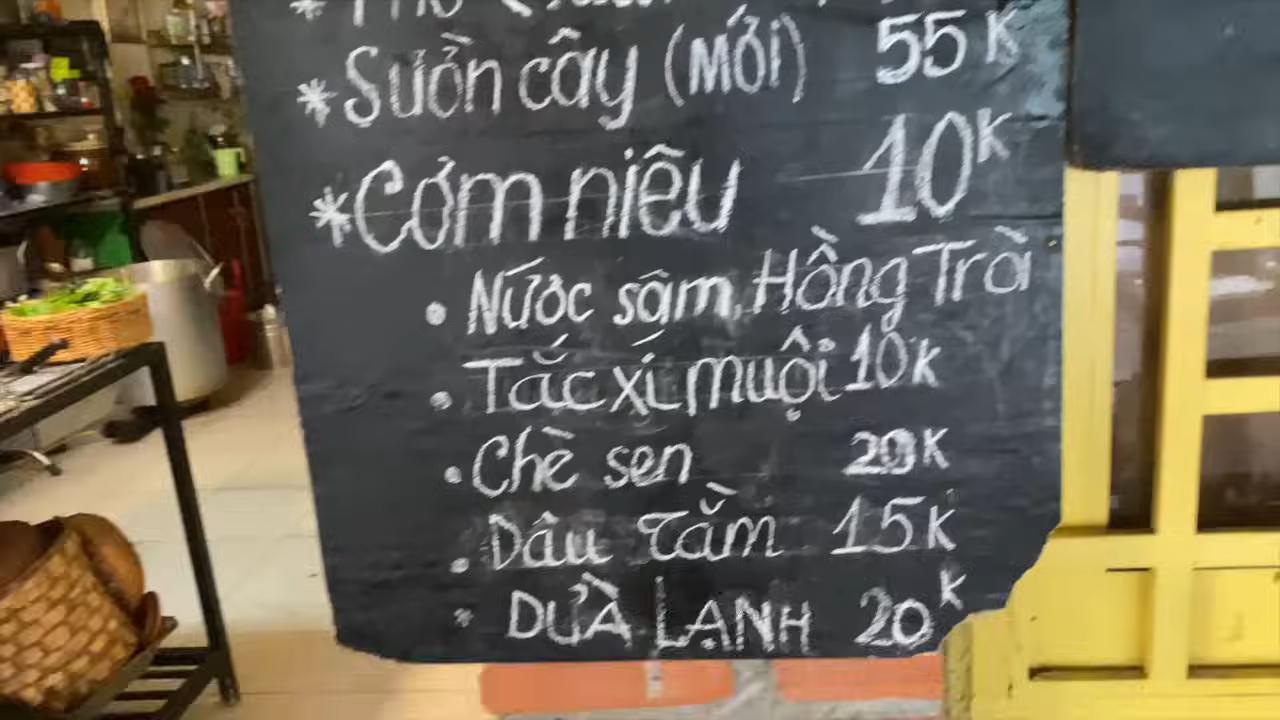 * Sườn cây (Mới) 55K
* Cơm niêu 10K
• Nước sâm, Hồng Trà
• Tắc xí muội 10K
• Chè sen 20K
• Dâu Tằm 15K
• DỪA LẠNH 20K